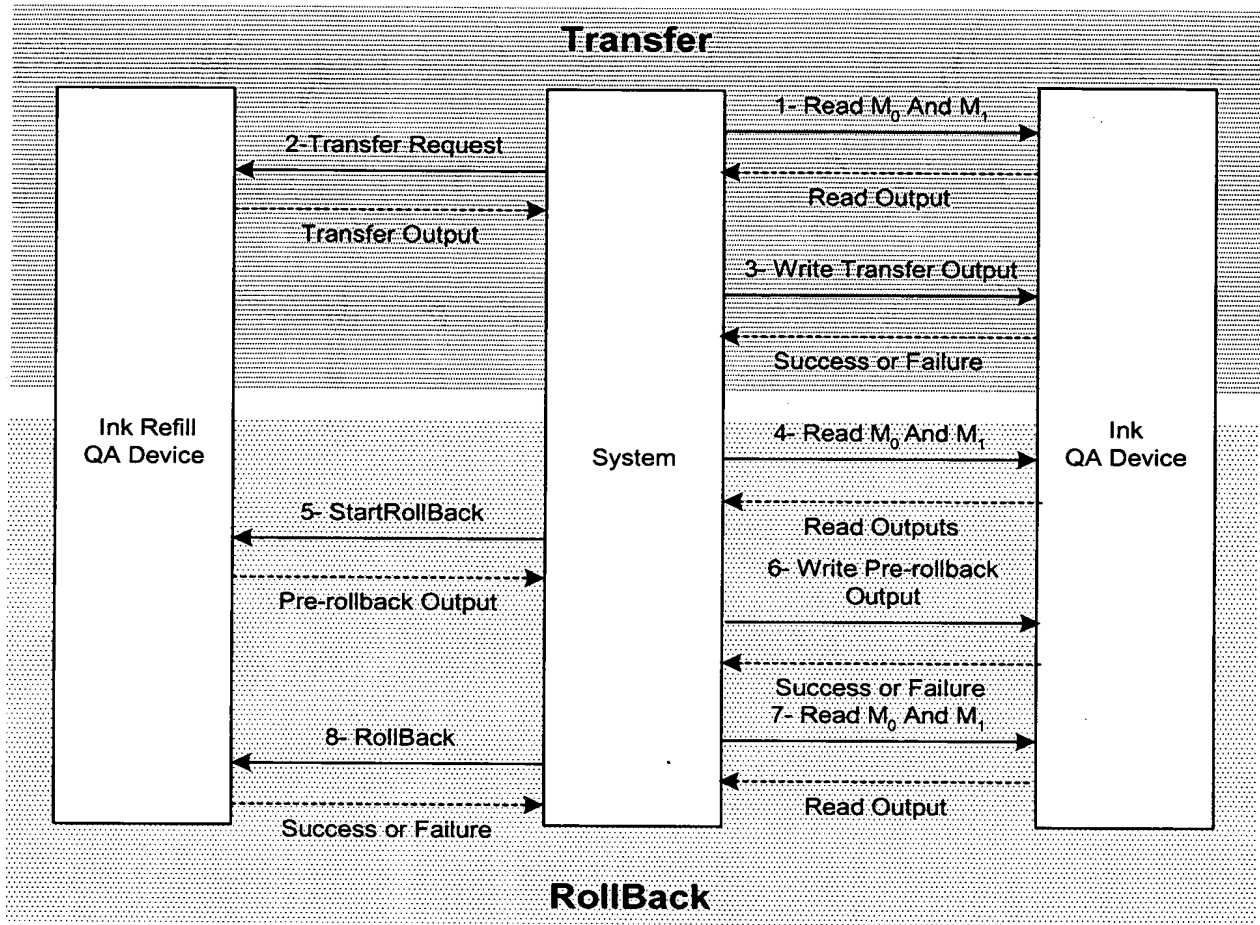 Transfer
1- Read M₀ And M₁
2-Transfer Request
Read Output
Transfer Output
3- Write Transfer Output
Success or Failure
Ink Refill
QA Device
System
Ink
QA Device
4- Read M₀ And M₁
Read Outputs
5- StartRollBack
Pre-rollback Output
6- Write Pre-rollback
Output
Success or Failure
7- Read M₀ And M₁
8- RollBack
Read Output
Success or Failure
RollBack